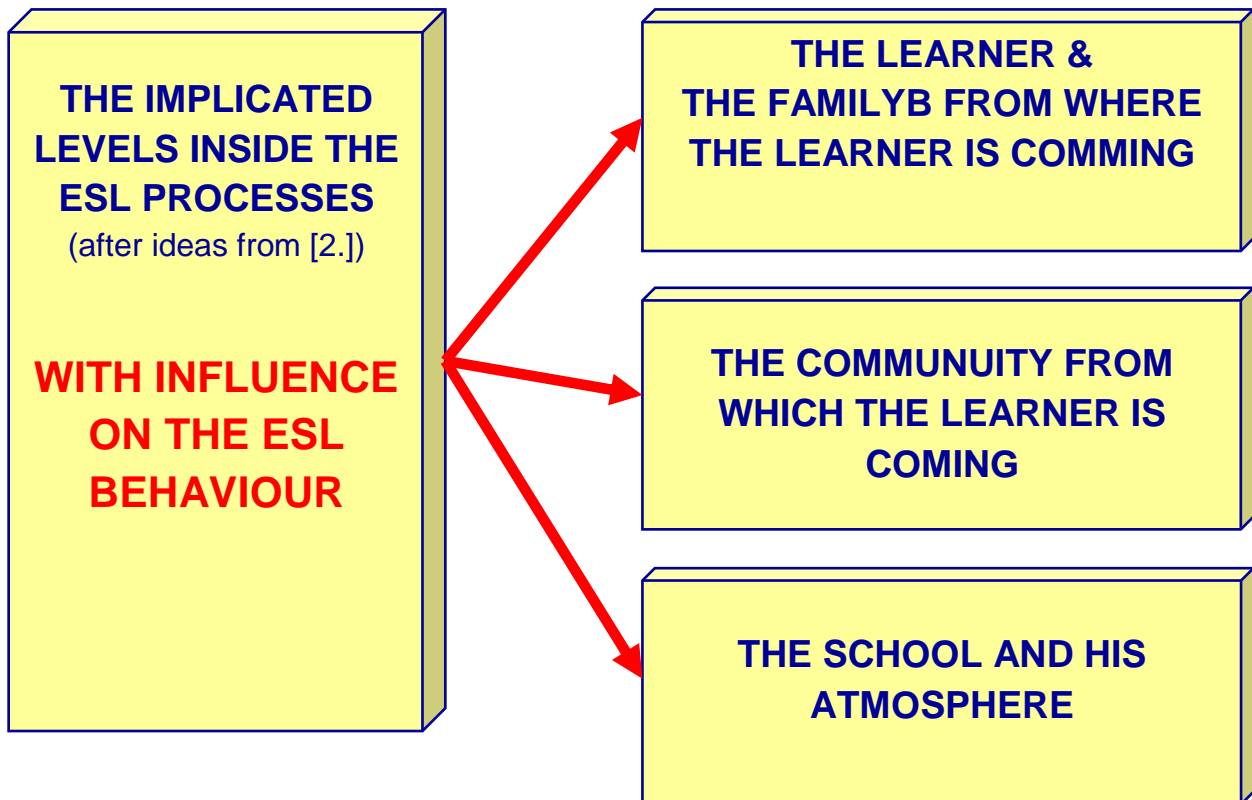 THE IMPLICATED
LEVELS INSIDE THE
ESL PROCESSES
(after ideas from [2.])
WITH INFLUENCE
ON THE ESL
BEHAVIOUR
THE LEARNER &
THE FAMILYB FROM WHERE
THE LEARNER IS COMMING
THE COMMUNUITY FROM
WHICH THE LEARNER IS
COMING
THE SCHOOL AND HIS
ATMOSPHERE